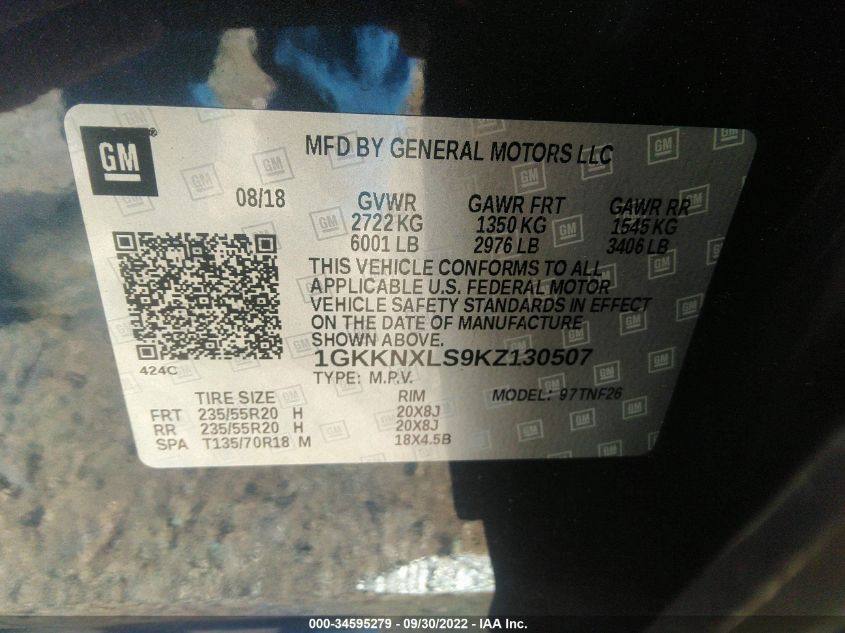 GM
MFD BY GENERAL MOTORS LLC
08/18 GVWR GAWR FRT GAWR RR
2722 KG 1350 KG 1545 KG
6001 LB 2976 LB 3406 LB
THIS VEHICLE CONFORMS TO ALL
APPLICABLE U.S. FEDERAL MOTOR
VEHICLE SAFETY STANDARDS IN EFFECT
ON THE DATE OF MANUFACTURE
SHOWN ABOVE.
1GKKNXLS9KZ130507
424C
TYPE: M.P.V.
TIRE SIZE RIM MODEL: 97TNF26
FRT 235/55R20 H 20X8J
RR 235/55R20 H 20X8J
SPA T135/70R18 M 18X4.5B
000-34595279 - 09/30/2022 - IAA Inc.